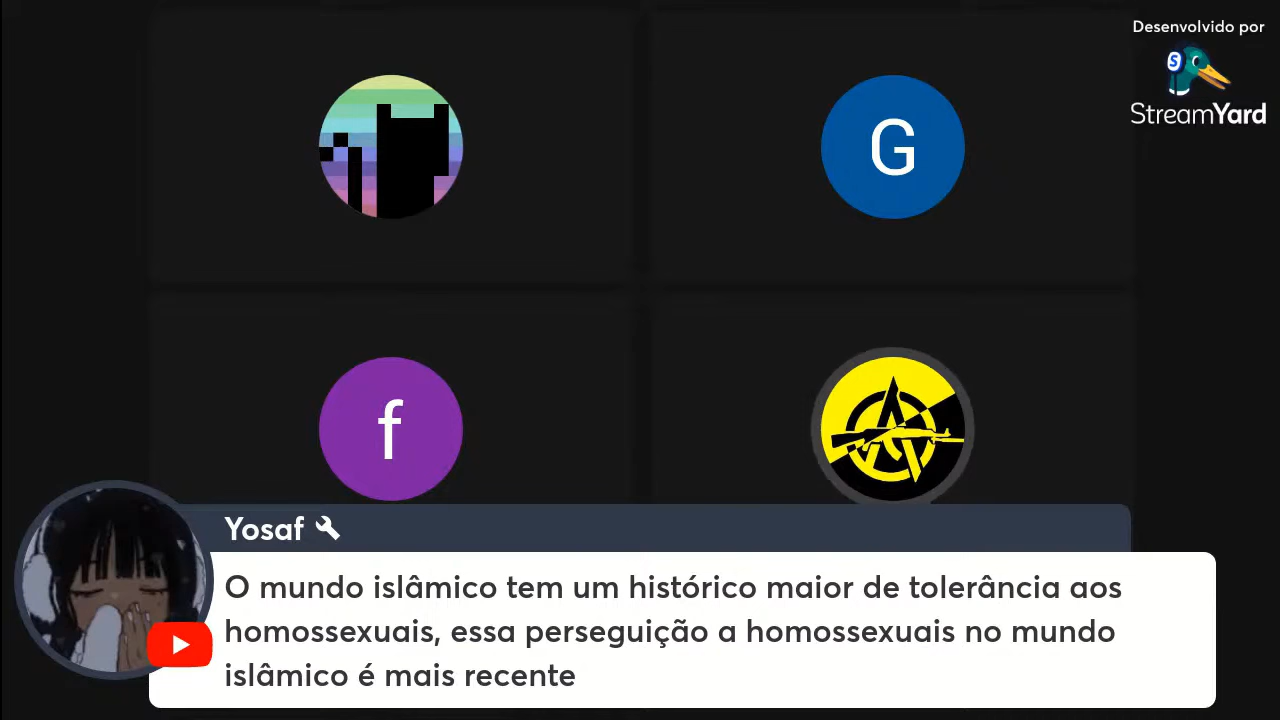 Desenvolvido por
S
StreamYard
G
f
Yosaf
O mundo islâmico tem um histórico maior de tolerância aos
homossexuais, essa perseguição a homossexuais no mundo
islâmico é mais recente